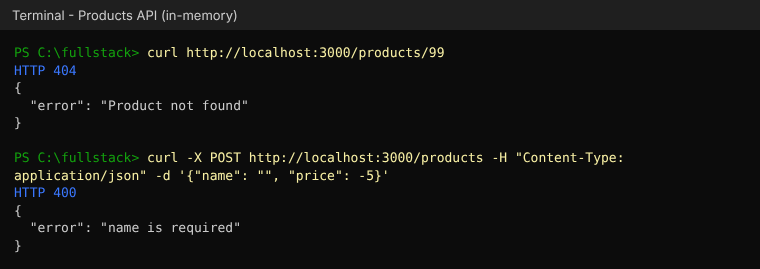 Terminal - Products API (in-memory)
PS C:\fullstack> curl http://localhost:3000/products/99
HTTP 404
{
  "error": "Product not found"
}
PS C:\fullstack> curl -X POST http://localhost:3000/products -H "Content-Type:
application/json" -d '{"name": "", "price": -5}'
HTTP 400
{
  "error": "name is required"
}